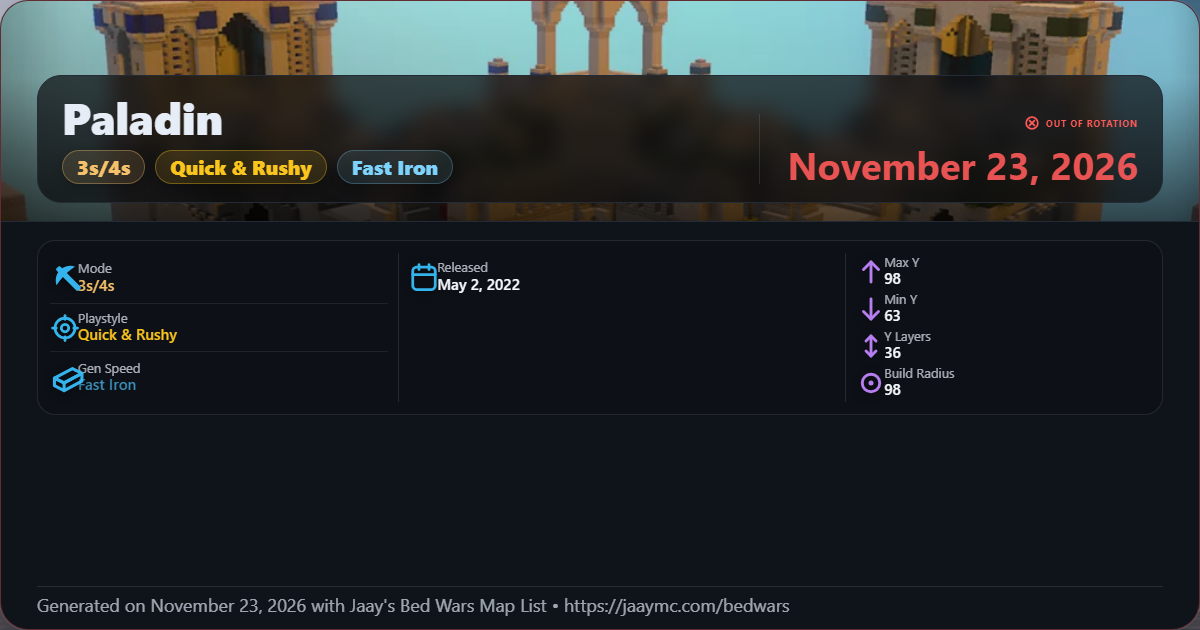 Paladin
3s/4s
Quick & Rushy
Fast Iron
OUT OF ROTATION
November 23, 2026
Mode
3s/4s
Playstyle
Quick & Rushy
Gen Speed
Fast Iron
Released
May 2, 2022
Max Y
98
Min Y
63
Y Layers
36
Build Radius
98
Generated on November 23, 2026 with Jaay's Bed Wars Map List • https://jaaymc.com/bedwars